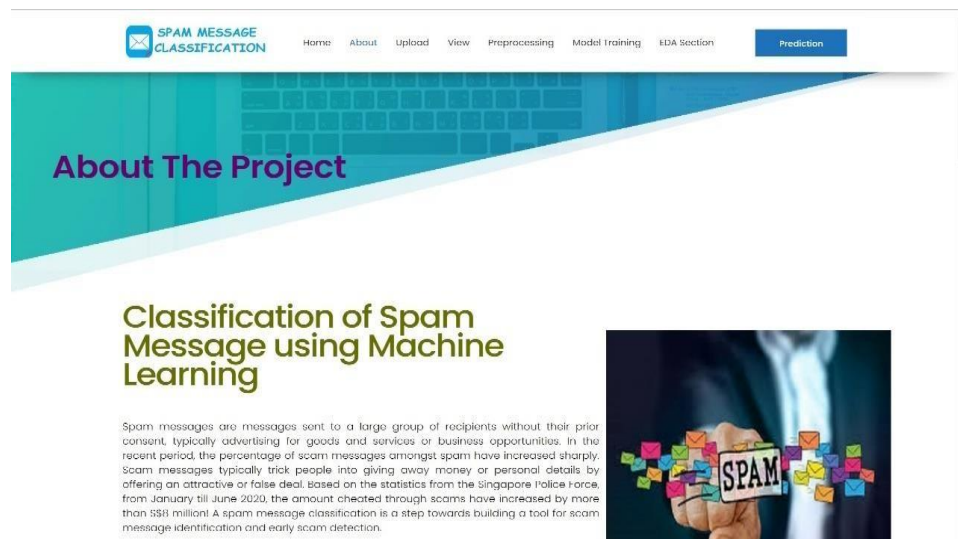 SPAM MESSAGE
CLASSIFICATION
Home About Upload View Preprocessing Model Training EDA Section Prediction
About The Project
Classification of Spam
Message using Machine
Learning
Spam messages are messages sent to a large group of recipients without their prior
consent, typically advertising for goods and services or business opportunities. In the
recent period, the percentage of scam messages amongst spam have increased sharply.
Scam messages typically trick people into giving away money or personal details by
offering an attractive or false deal. Based on the statistics from the Singapore Police Force,
from January till June 2020, the amount cheated through scams have increased by more
than S$8 million! A spam message classification is a step towards building a tool for scam
message identification and early scam detection.
SPAM